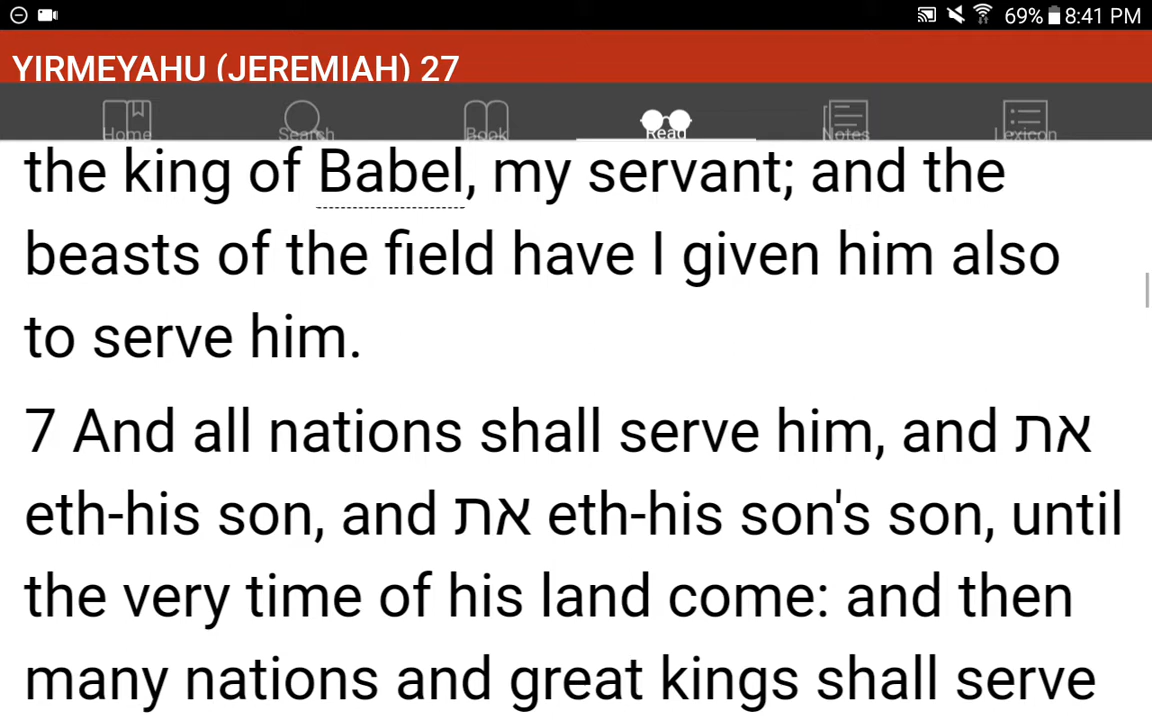 69% 8:41 PM
YIRMEYAHU (JEREMIAH) 27
Home Search Book Read Notes Lexicon
the king of Babel, my servant; and the
beasts of the field have I given him also
to serve him.
7 And all nations shall serve him, and את
eth-his son, and את eth-his son's son, until
the very time of his land come: and then
many nations and great kings shall serve